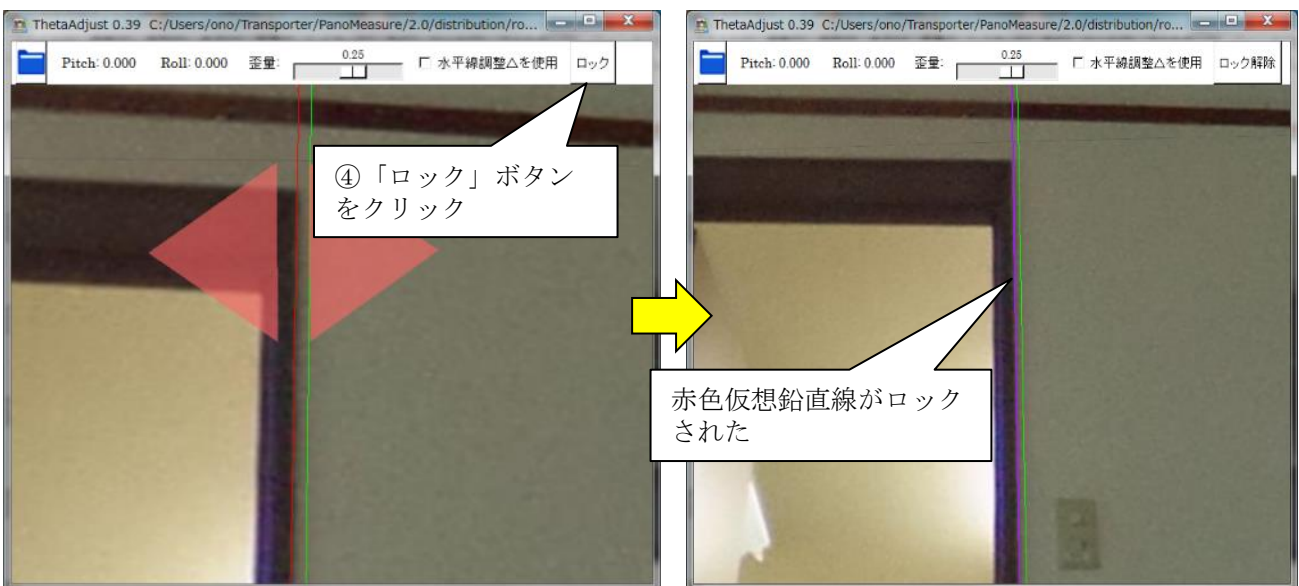 ThetaAdjust 0.39 C:/Users/ono/Transporter/PanoMeasure/2.0/distribution/ro...
Pitch: 0.000 Roll: 0.000 歪量: 0.25 水平線調整△を使用 ロック
④「ロック」ボタン
をクリック
ThetaAdjust 0.39 C:/Users/ono/Transporter/PanoMeasure/2.0/distribution/ro...
Pitch: 0.000 Roll: 0.000 歪量: 0.25 水平線調整△を使用 ロック解除
赤色仮想鉛直線がロック
された